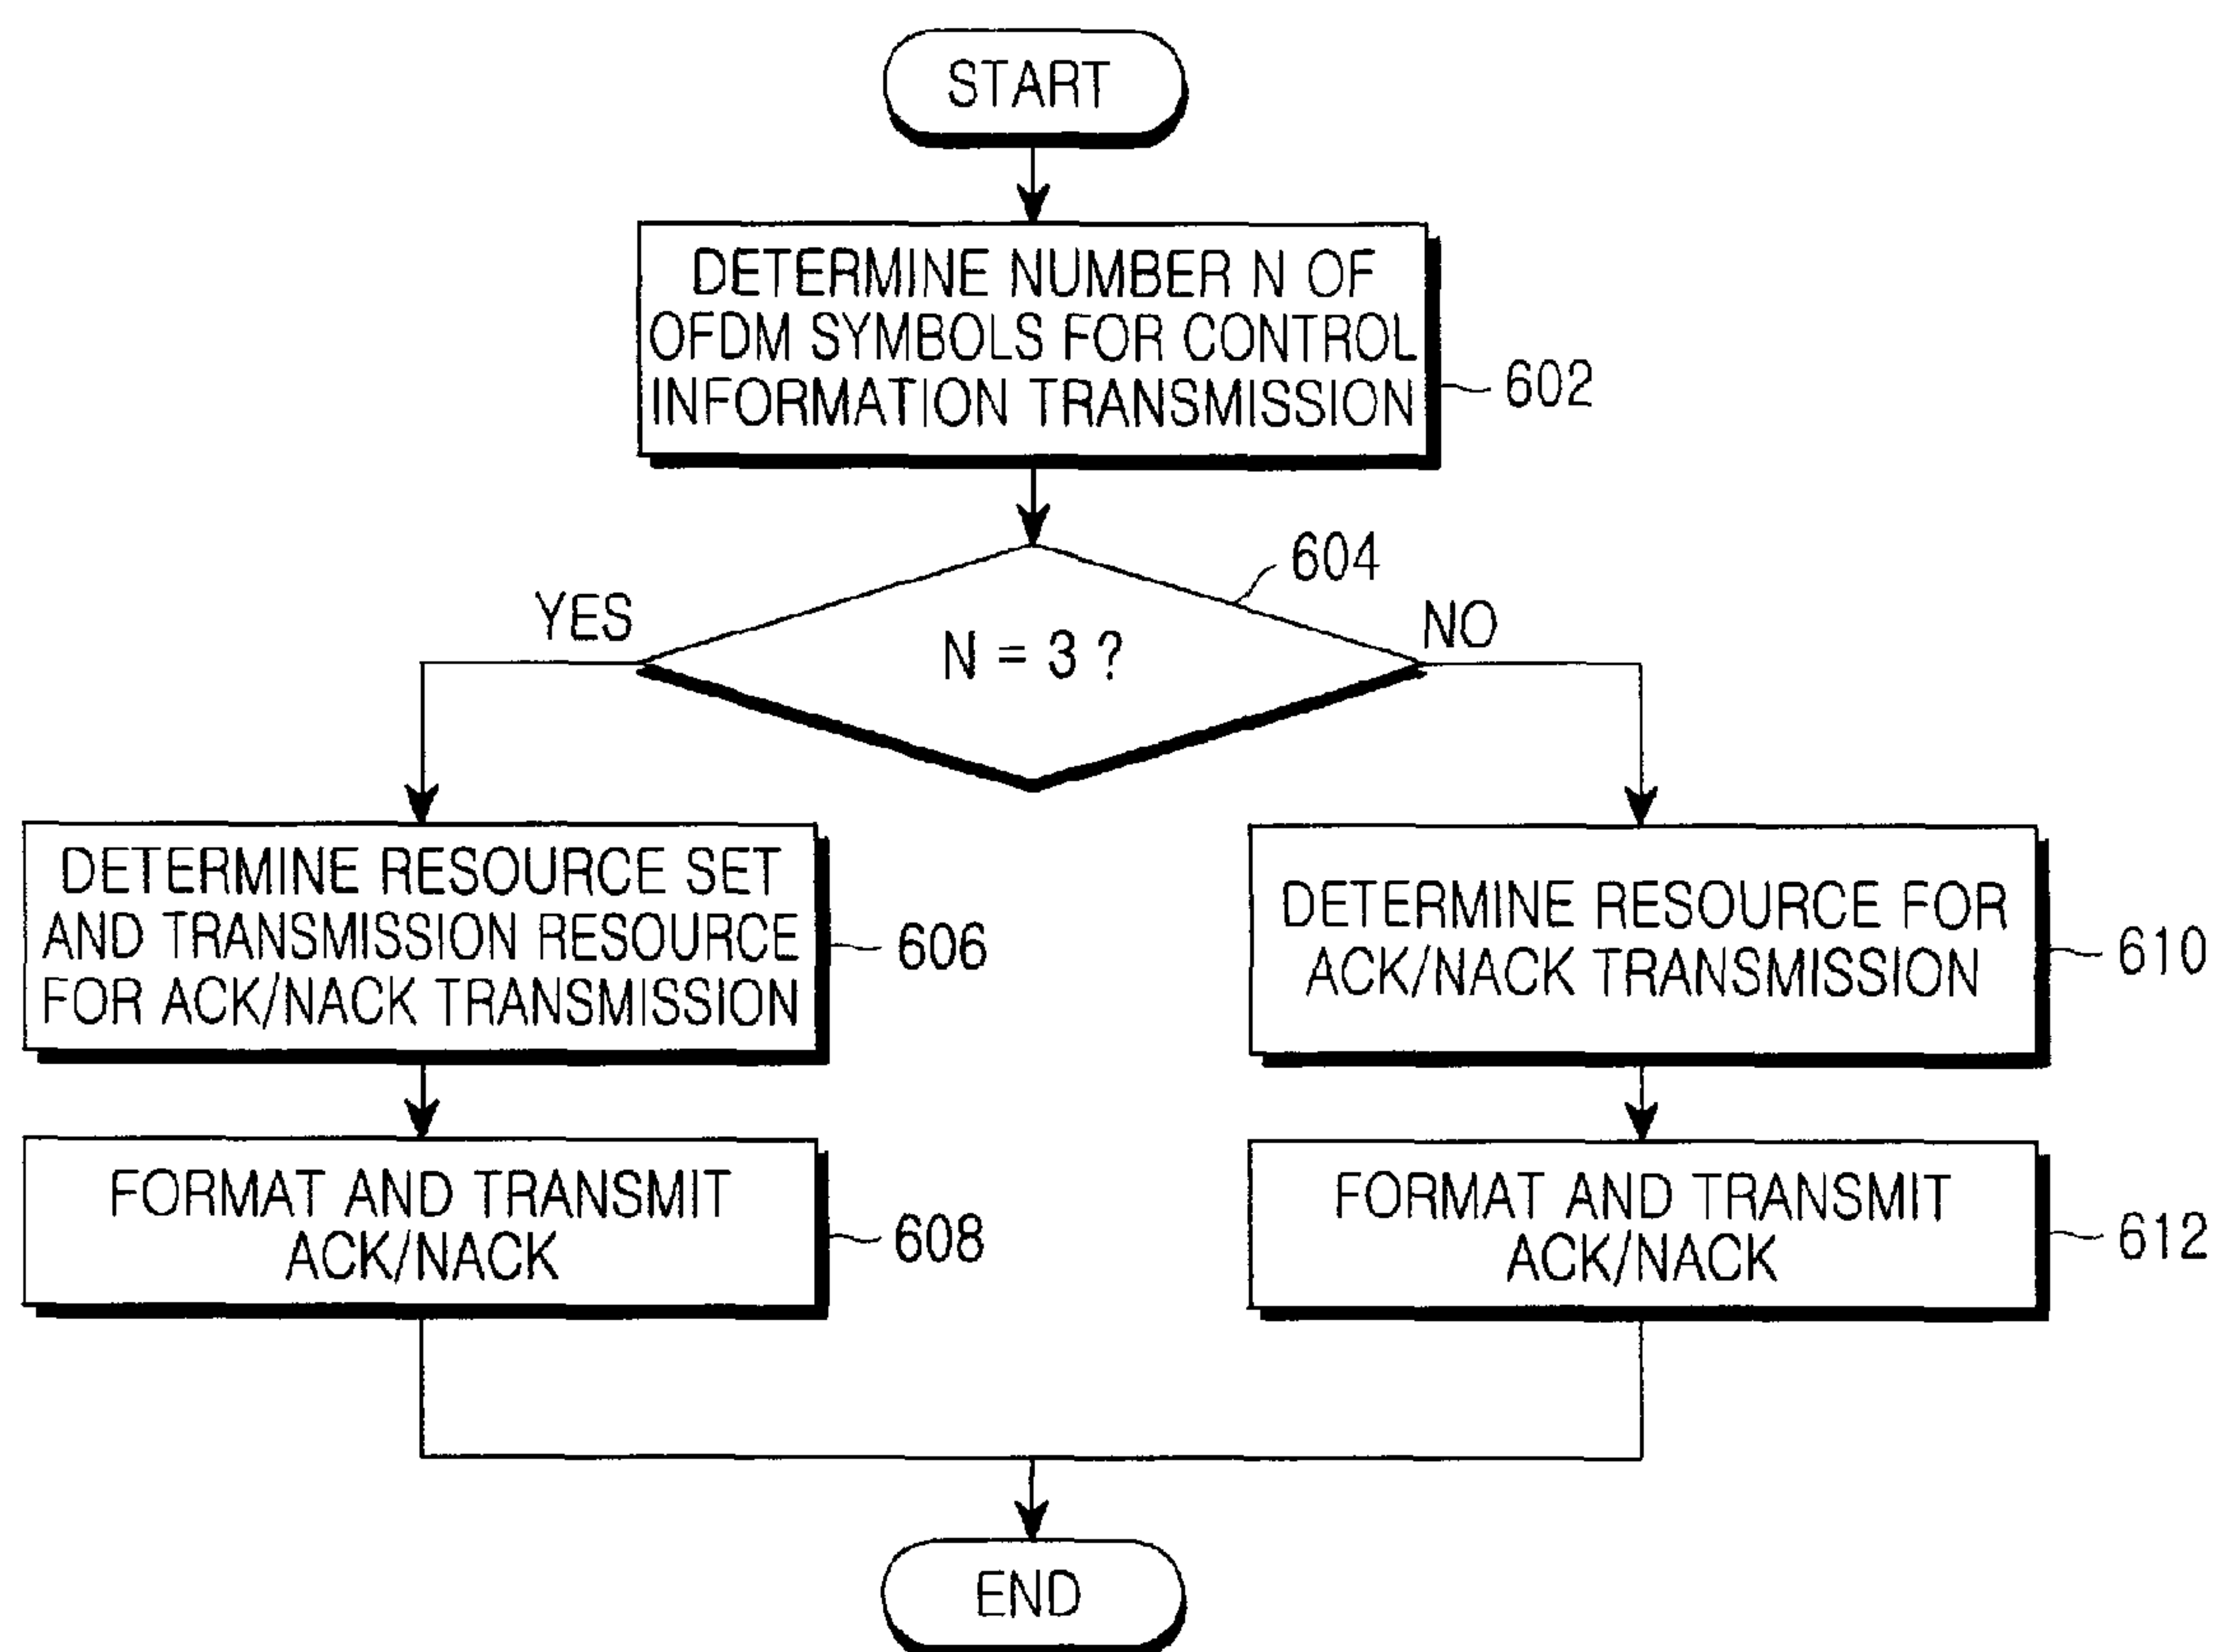 START
DETERMINE NUMBER N OF
OFDM SYMBOLS FOR CONTROL
INFORMATION TRANSMISSION
602
604
YES
N = 3 ?
NO
DETERMINE RESOURCE SET
AND TRANSMISSION RESOURCE
FOR ACK/NACK TRANSMISSION
606
DETERMINE RESOURCE FOR
ACK/NACK TRANSMISSION
610
FORMAT AND TRANSMIT
ACK/NACK
608
FORMAT AND TRANSMIT
ACK/NACK
612
END